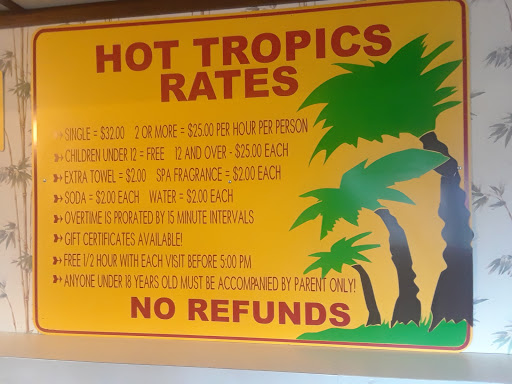 HOT TROPICS
RATES
➳ SINGLE = $32.00 2 OR MORE = $25.00 PER HOUR PER PERSON
➳ CHILDREN UNDER 12 = FREE 12 AND OVER - $25.00 EACH
➳ EXTRA TOWEL = $2.00 SPA FRAGRANCE = $2.00 EACH
➳ SODA = $2.00 EACH WATER = $2.00 EACH
➳ OVERTIME IS PRORATED BY 15 MINUTE INTERVALS
➳ GIFT CERTIFICATES AVAILABLE!
➳ FREE 1/2 HOUR WITH EACH VISIT BEFORE 5:00 PM
➳ ANYONE UNDER 18 YEARS OLD MUST BE ACCOMPANIED BY PARENT ONLY!
NO REFUNDS